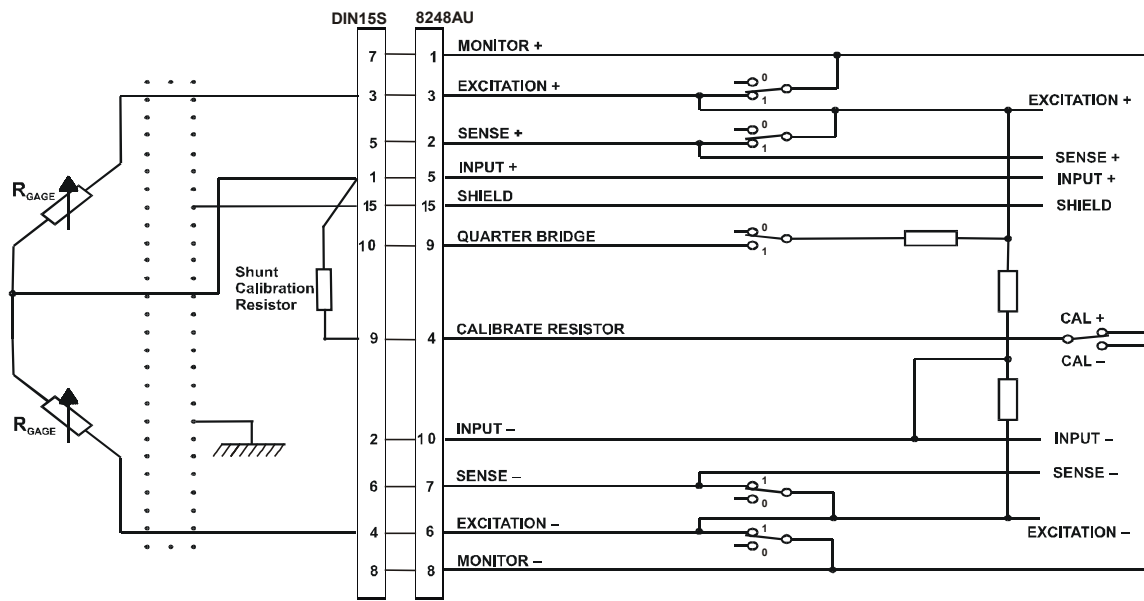 DIN15S 8248AU
7 1 MONITOR +
0
3 3 EXCITATION + 1 EXCITATION +
0
5 2 SENSE + 1
SENSE +
1 5 INPUT + INPUT +
RGAGE
15 15 SHIELD SHIELD
0
10 9 QUARTER BRIDGE 1
Shunt
Calibration
Resistor
CAL +
9 4 CALIBRATE RESISTOR
CAL –
RGAGE
2 10 INPUT – INPUT –
SENSE –
6 7 SENSE – 1
0
4 6 EXCITATION – 1 EXCITATION –
0
8 8 MONITOR –